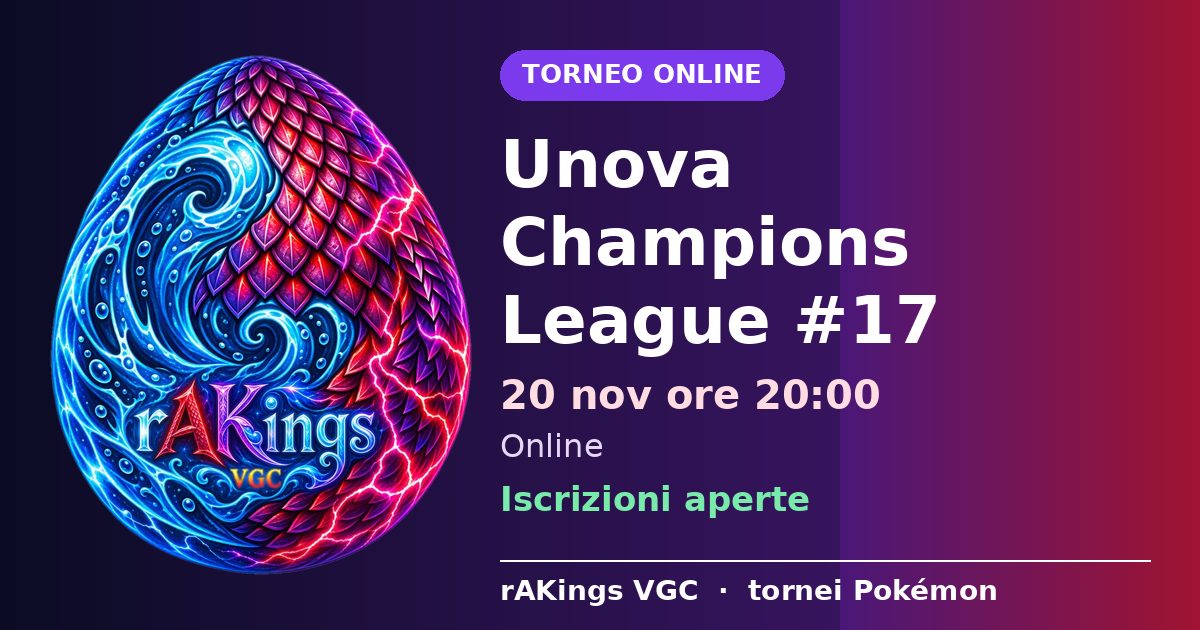 TORNEO ONLINE
Unova
Champions
League #17
20 nov ore 20:00
Online
Iscrizioni aperte
rAKings
VGC
rAKings VGC · tornei Pokémon